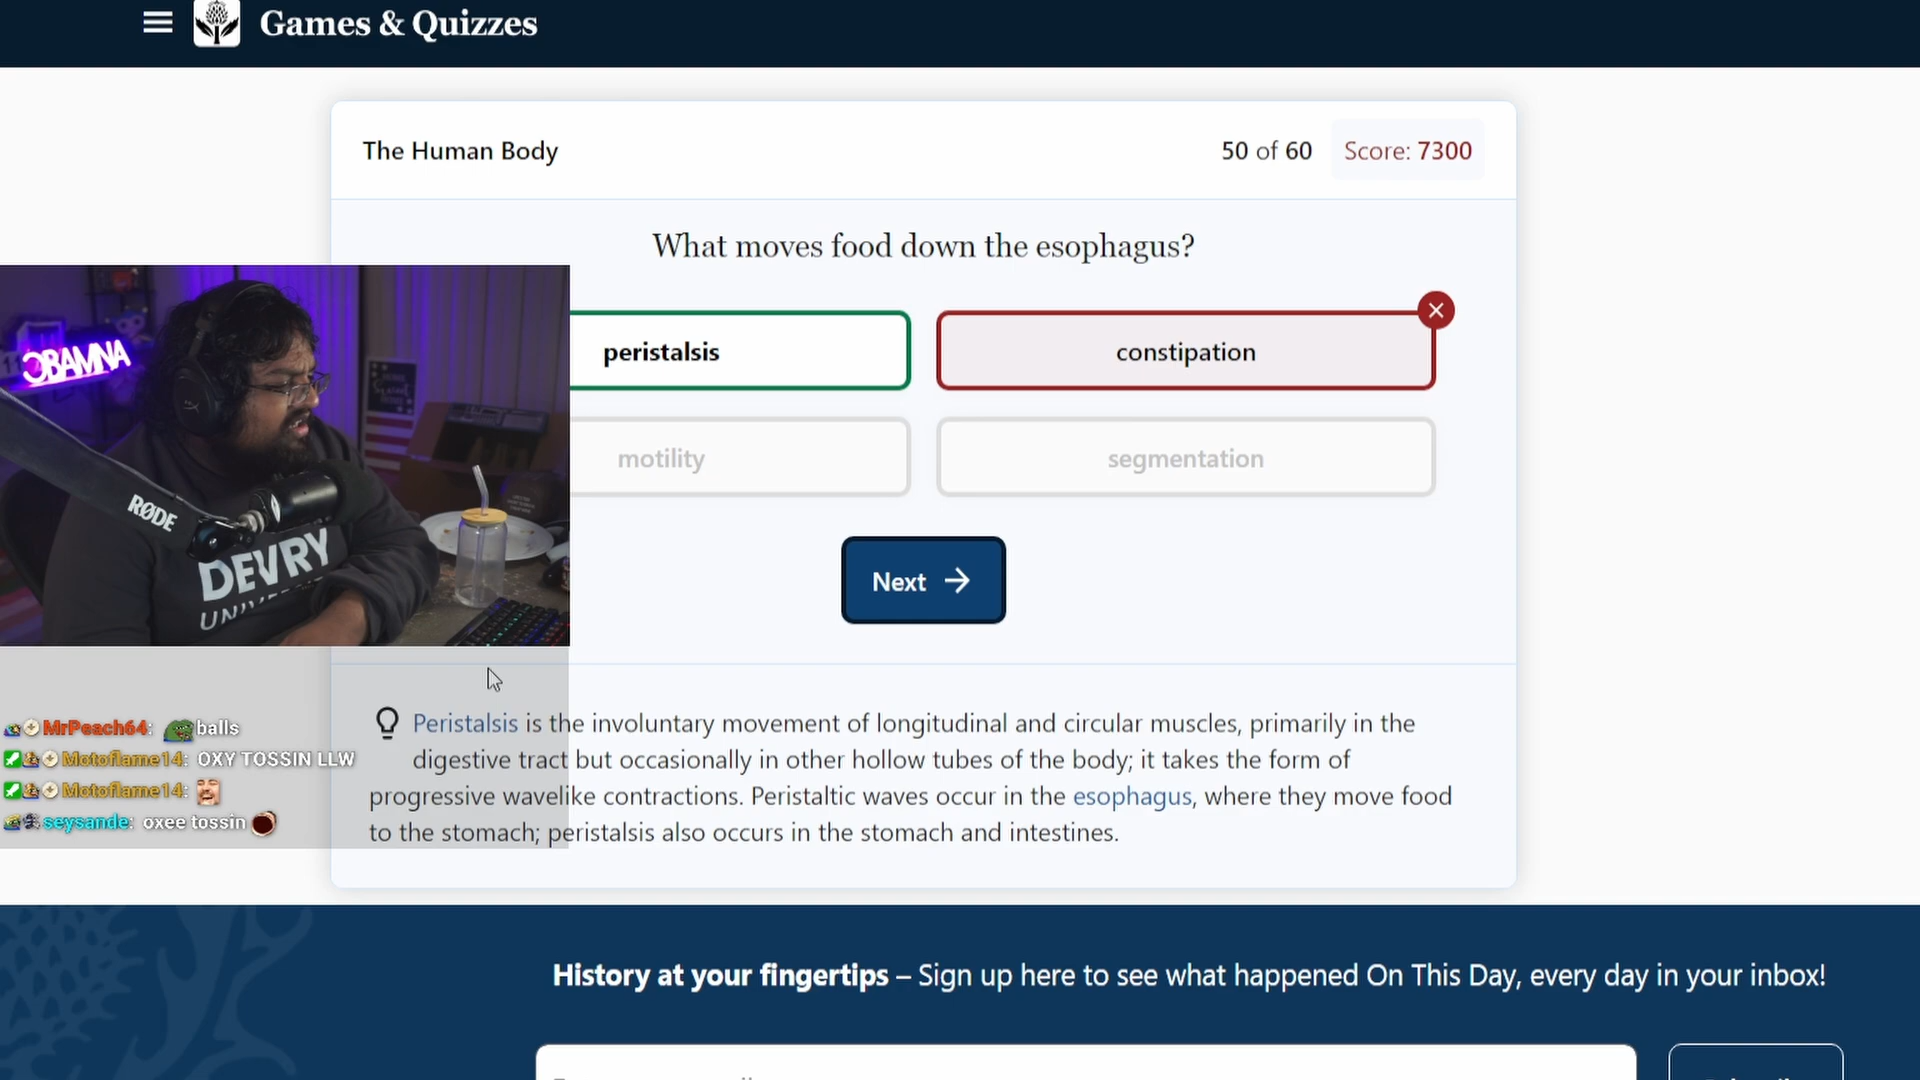 Games & Quizzes
The Human Body
50 of 60
Score: 7300
What moves food down the esophagus?
peristalsis
constipation
motility
segmentation
Next
OBAMNA
RØDE
DEVRY
Peristalsis is the involuntary movement of longitudinal and circular muscles, primarily in the
digestive tract but occasionally in other hollow tubes of the body; it takes the form of
progressive wavelike contractions. Peristaltic waves occur in the esophagus, where they move food
to the stomach; peristalsis also occurs in the stomach and intestines.
MrPeach64: balls
Motoflame14: OXY TOSSIN LLW
Motoflame14:
seysande: oxee tossin
History at your fingertips – Sign up here to see what happened On This Day, every day in your inbox!